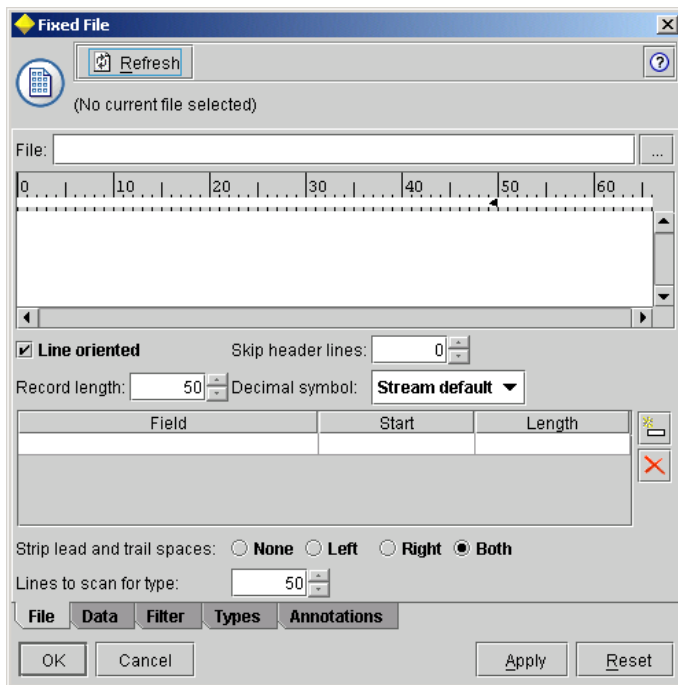 Fixed File
Refresh
(No current file selected)
File: ...
0 10 20 30 40 50 60
Line oriented Skip header lines: 0
Record length: 50 Decimal symbol: Stream default
Field Start Length
Strip lead and trail spaces: None Left Right Both
Lines to scan for type: 50
File Data Filter Types Annotations
OK Cancel Apply Reset